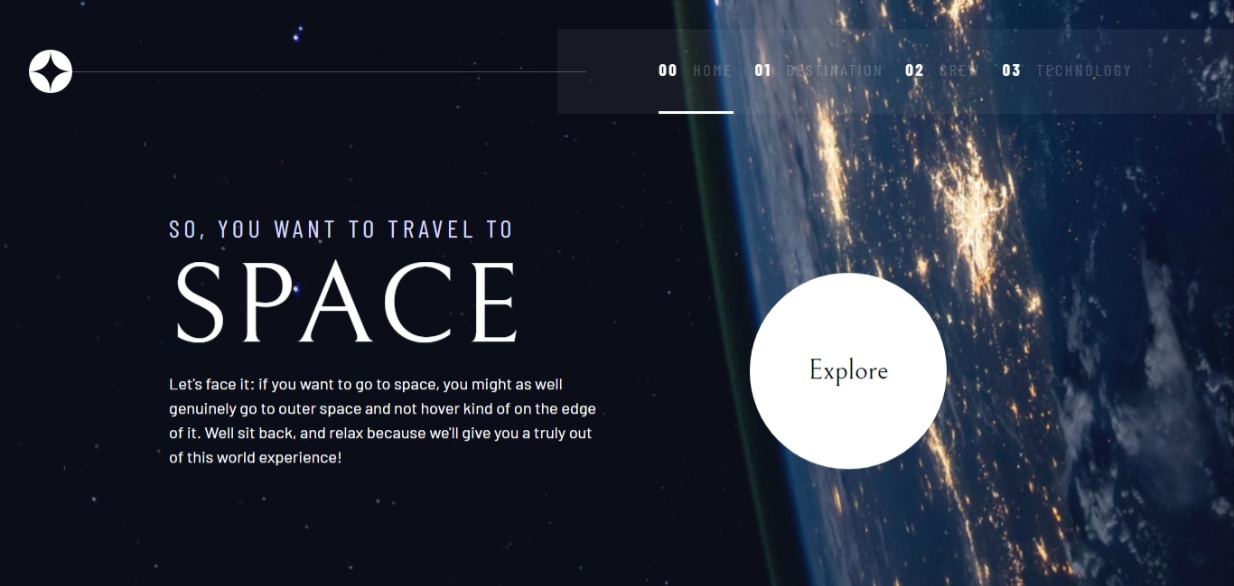 00 HOME 01 DESTINATION 02 CREW 03 TECHNOLOGY
SO, YOU WANT TO TRAVEL TO
SPACE
Let's face it: if you want to go to space, you might as well
genuinely go to outer space and not hover kind of on the edge
of it. Well sit back, and relax because we'll give you a truly out
of this world experience!
Explore